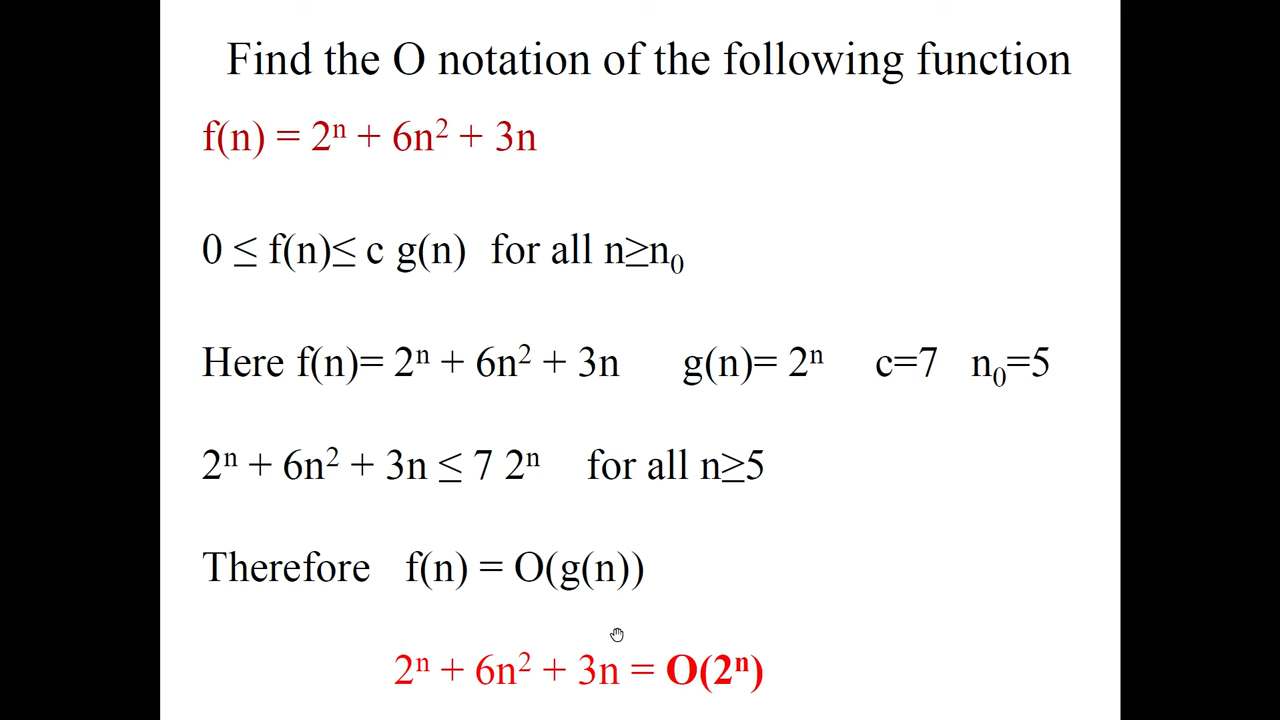 Find the O notation of the following function
f(n) = 2ⁿ + 6n² + 3n
0 ≤ f(n)≤ c g(n) for all n≥n₀
Here f(n)= 2ⁿ + 6n² + 3n g(n)= 2ⁿ c=7 n₀=5
2ⁿ + 6n² + 3n ≤ 7 2ⁿ for all n≥5
Therefore f(n) = O(g(n))
2ⁿ + 6n² + 3n = O(2ⁿ)